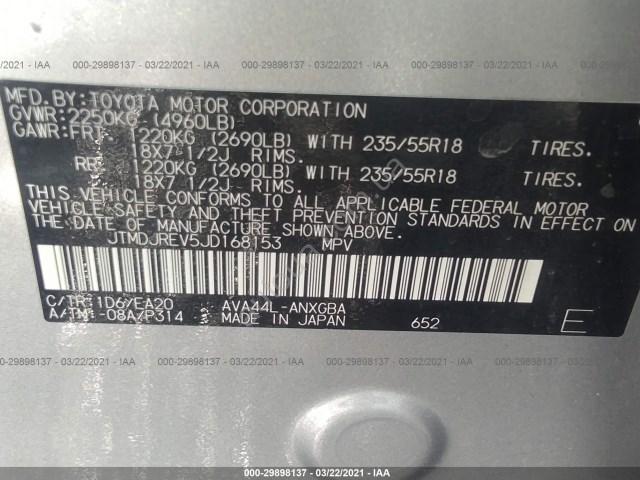 000-29898137 - 03/22/2021 - IAA
MFD.BY:TOYOTA MOTOR CORPORATION
GVWR:2250KG (4960LB)
GAWR:FRT 1220KG (2690LB) WITH 235/55R18 TIRES/
18X7 1/2J RIMS.
RR 1220KG (2690LB) WITH 235/55R18 TIRES/
18X7 1/2J RIMS.
THIS VEHICLE CONFORMS TO ALL APPLICABLE FEDERAL MOTOR
VEHICLE SAFETY AND THEFT PREVENTION STANDARDS IN EFFECT
ON THE DATE OF MANUFACTURE SHOWN ABOVE.
JTMDJREV5JD168153 MPV
C/TR:1D6/EA20 AVA44L-ANXGBA
A/TM:-08A/P314 MADE IN JAPAN 652 E
000-29898137 - 03/22/2021 - IAA